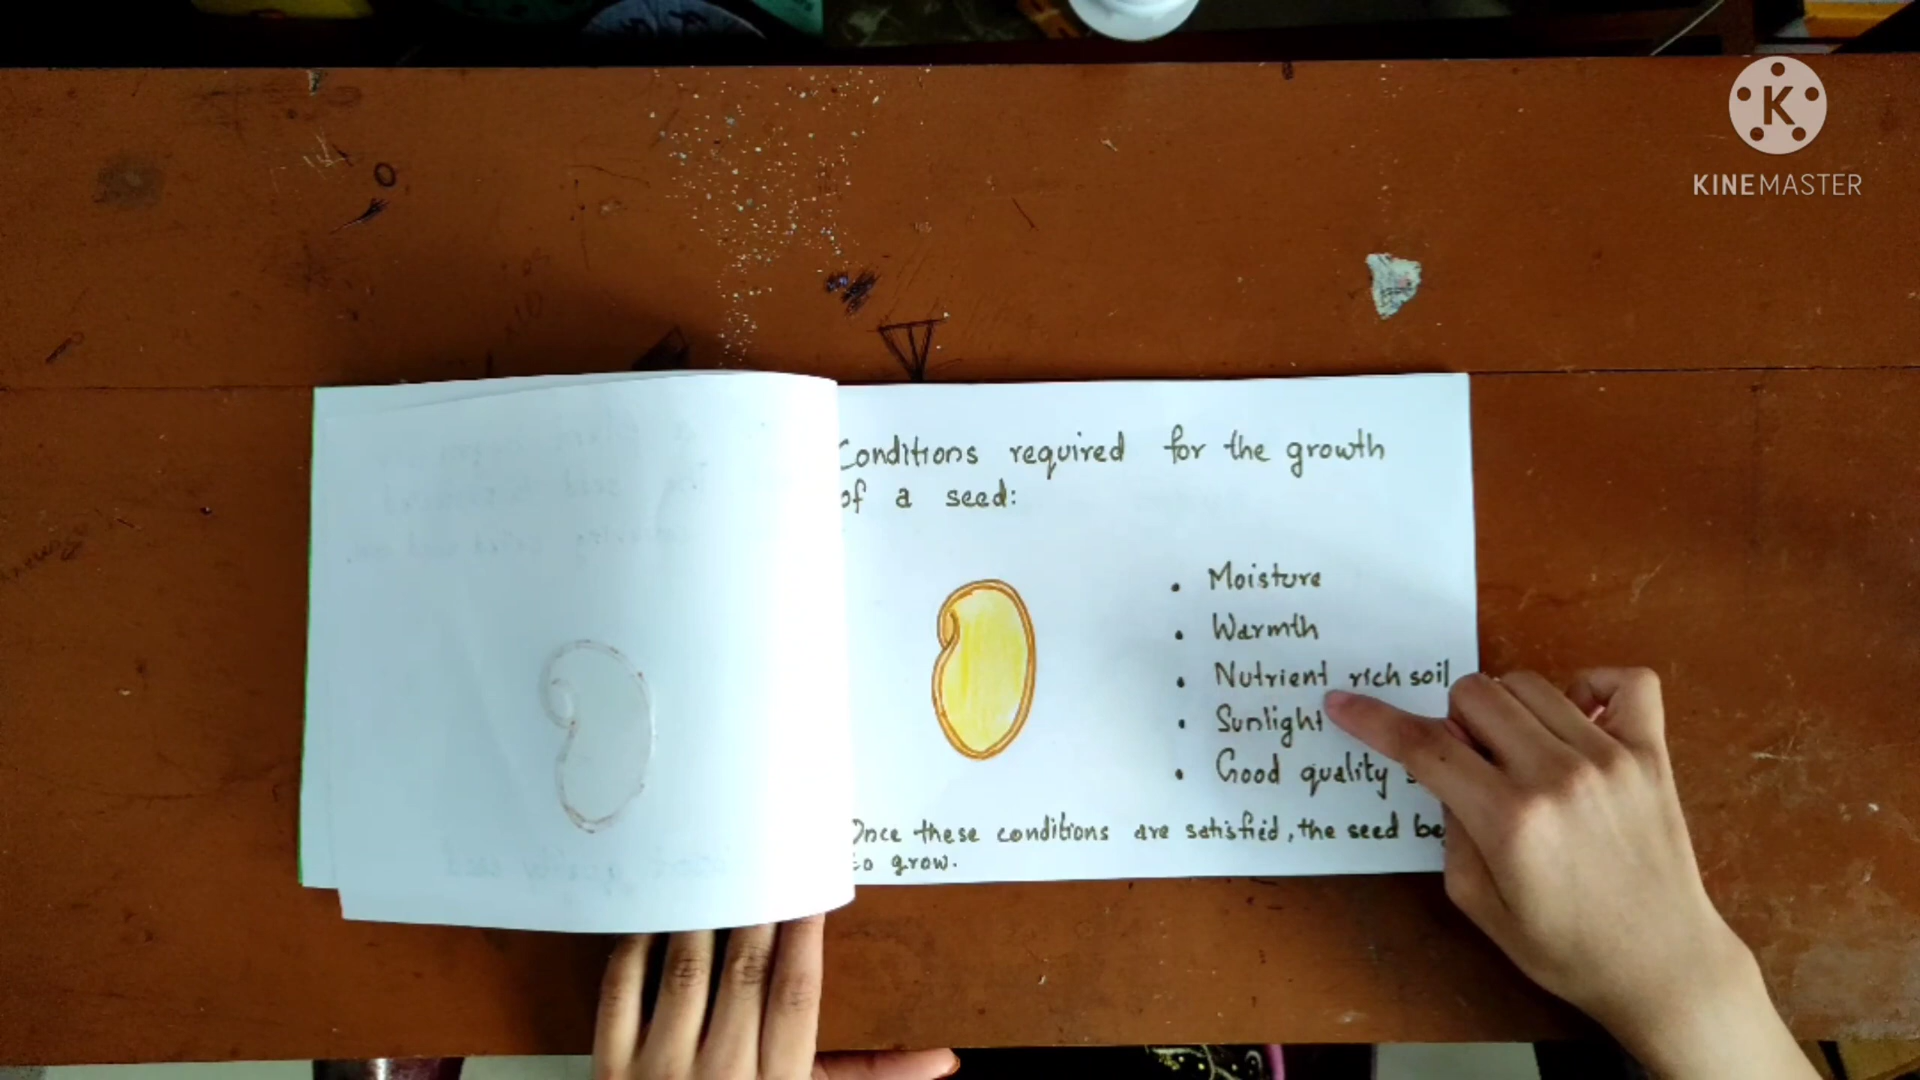 Conditions required for the growth
of a seed:
• Moisture
• Warmth
• Nutrient rich soil
• Sunlight
• Good quality
Once these conditions are satisfied, the seed
to grow.
K
KINEMASTER